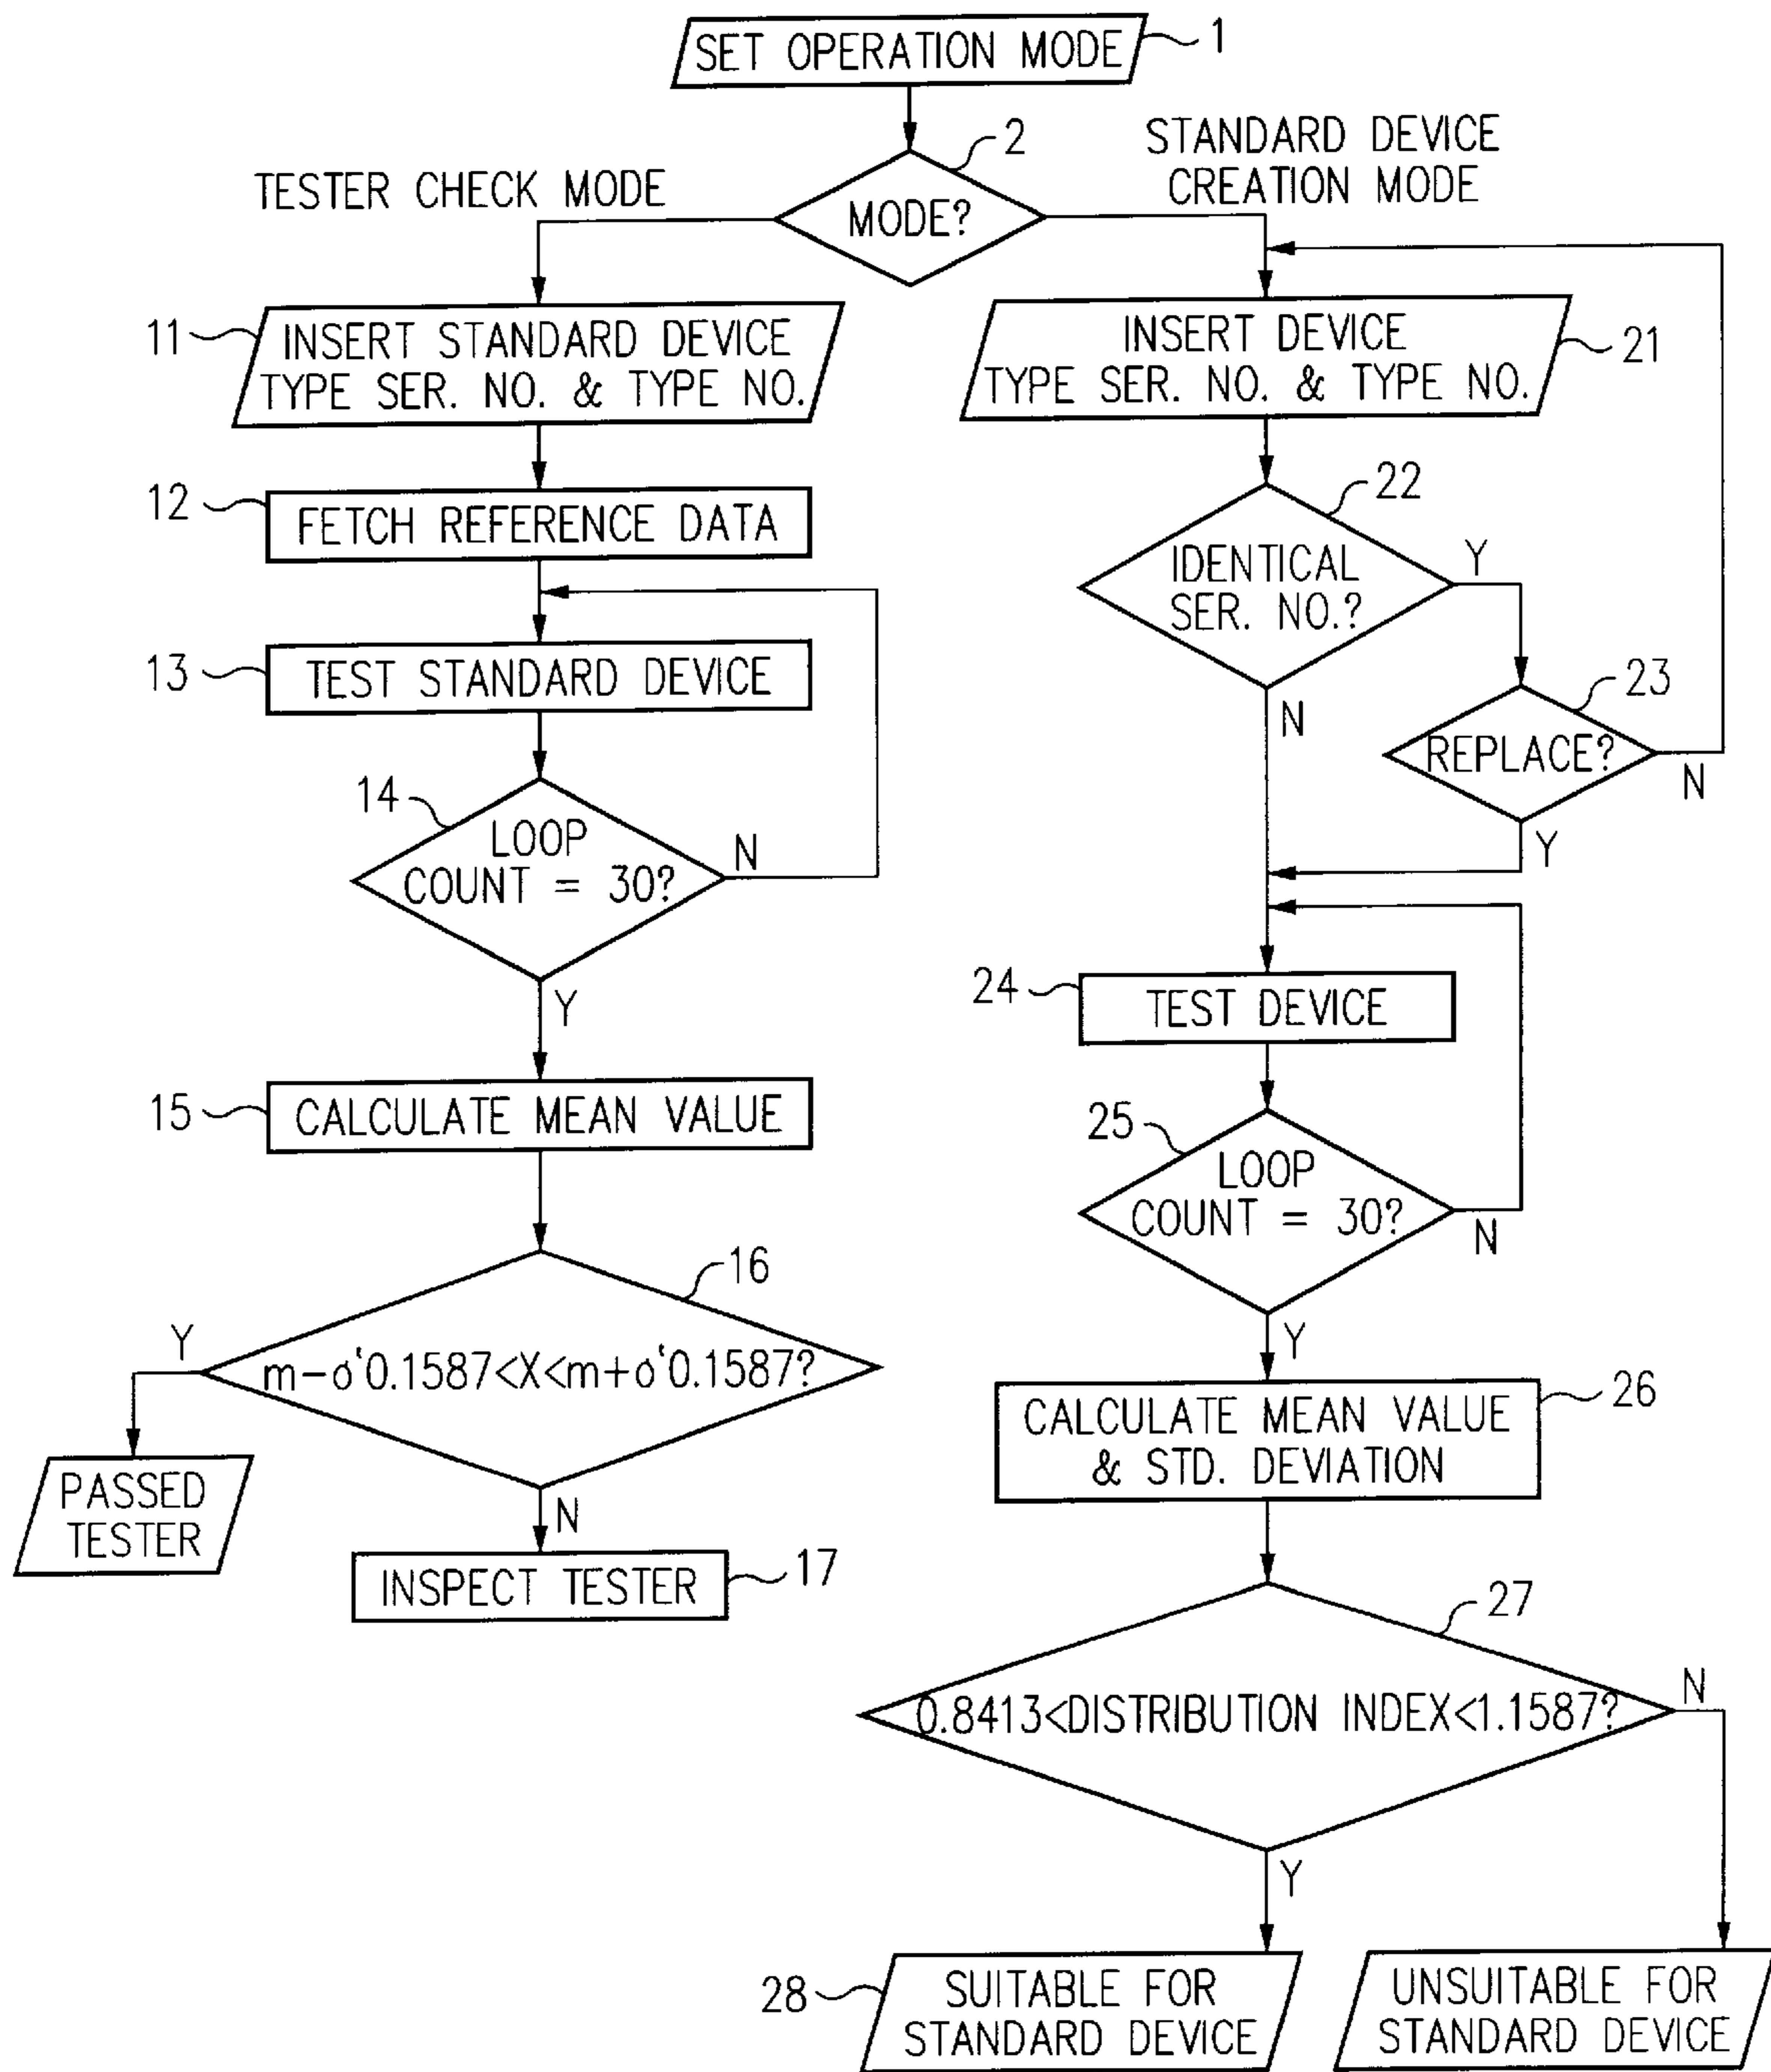 SET OPERATION MODE
1
2
MODE?
TESTER CHECK MODE
STANDARD DEVICE
CREATION MODE
11
INSERT STANDARD DEVICE
TYPE SER. NO. & TYPE NO.
12
FETCH REFERENCE DATA
13
TEST STANDARD DEVICE
14
LOOP
COUNT = 30?
N
Y
15
CALCULATE MEAN VALUE
16
m-σ'0.1587<X<m+σ'0.1587?
Y
PASSED
TESTER
N
INSPECT TESTER
17
INSERT DEVICE
TYPE SER. NO. & TYPE NO.
21
22
IDENTICAL
SER. NO.?
Y
N
23
REPLACE?
N
Y
24
TEST DEVICE
25
LOOP
COUNT = 30?
N
Y
26
CALCULATE MEAN VALUE
& STD. DEVIATION
27
0.8413<DISTRIBUTION INDEX<1.1587?
N
Y
28
SUITABLE FOR
STANDARD DEVICE
UNSUITABLE FOR
STANDARD DEVICE